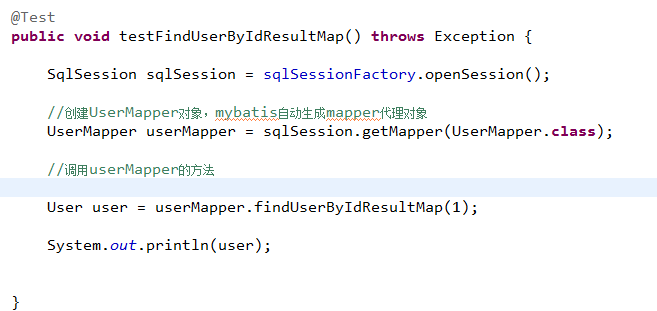 @Test
public void testFindUserByIdResultMap() throws Exception {
SqlSession sqlSession = sqlSessionFactory.openSession();
//创建UserMapper对象，mybatis自动生成mapper代理对象
UserMapper userMapper = sqlSession.getMapper(UserMapper.class);
//调用userMapper的方法
User user = userMapper.findUserByIdResultMap(1);
System.out.println(user);
}